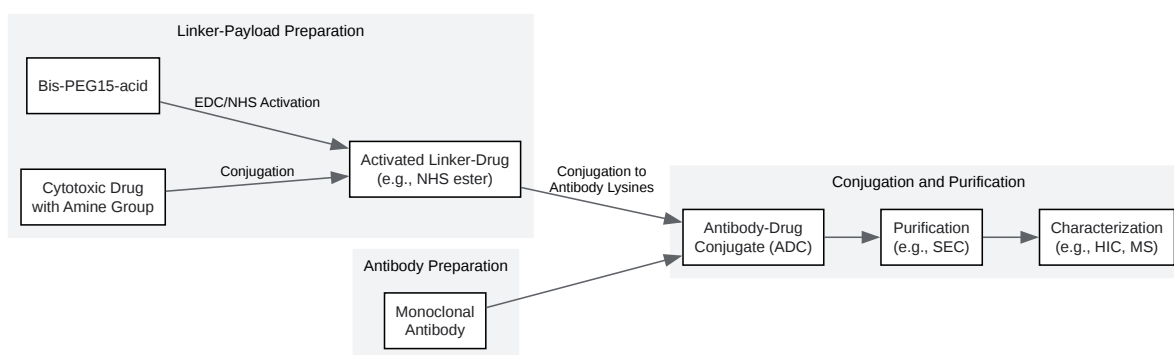 Linker-Payload Preparation
Bis-PEG15-acid
EDC/NHS Activation
Cytotoxic Drug
with Amine Group
Conjugation
Activated Linker-Drug
(e.g., NHS ester)
Conjugation to
Antibody Lysines
Antibody Preparation
Monoclonal
Antibody
Conjugation and Purification
Antibody-Drug
Conjugate (ADC)
Purification
(e.g., SEC)
Characterization
(e.g., HIC, MS)